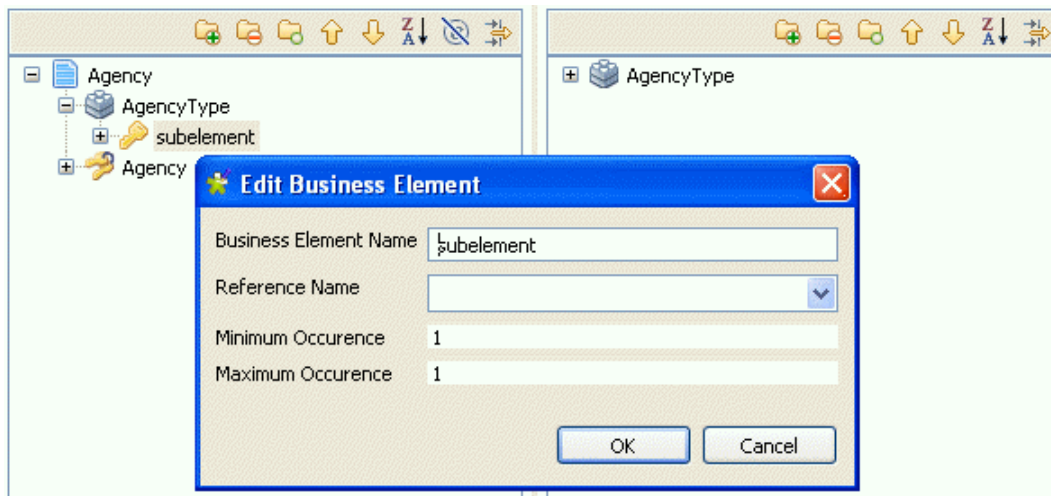 Agency
AgencyType
subelement
Agency
AgencyType
Edit Business Element
Business Element Name subelement
Reference Name
Minimum Occurence 1
Maximum Occurence 1
OK Cancel